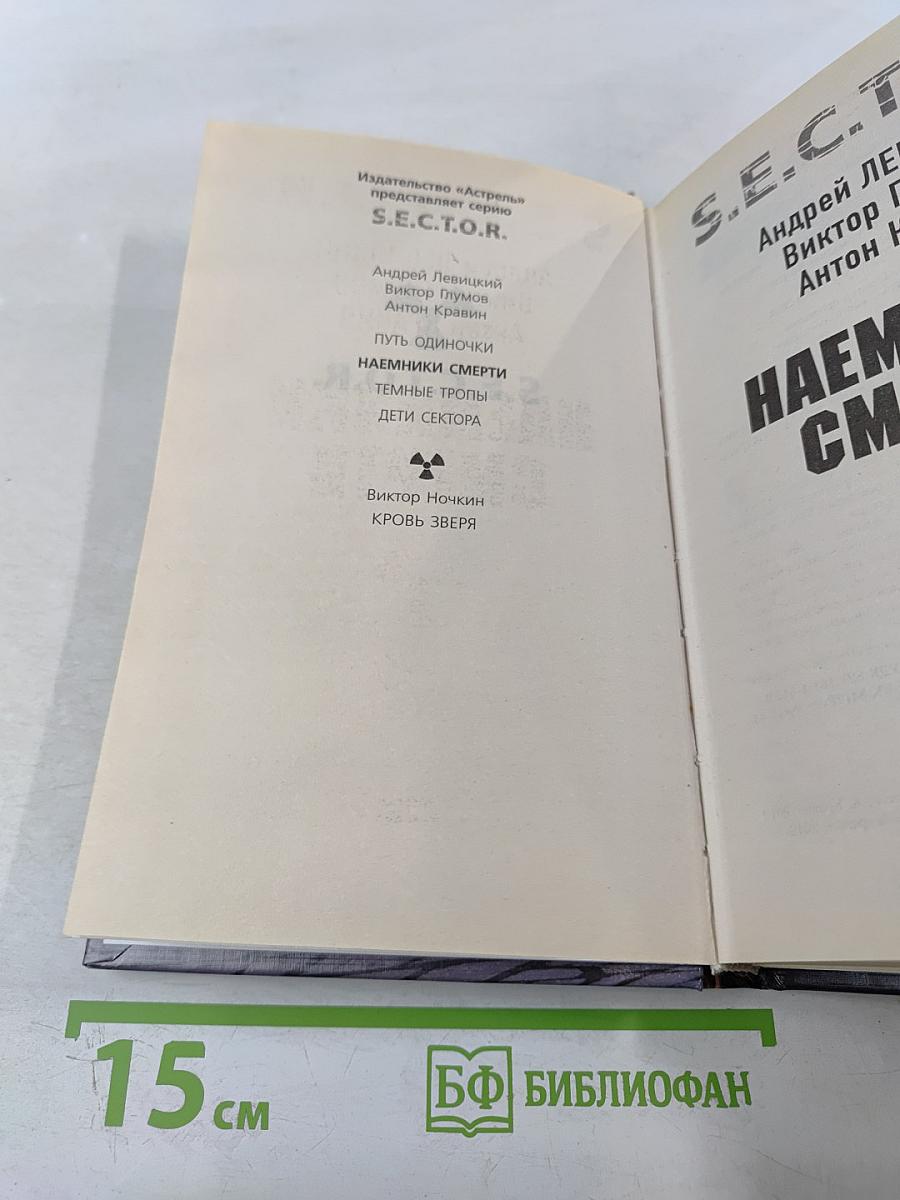 Издательство «Астрель»
представляет серию
S.E.C.T.O.R.
Андрей Левицкий
Виктор Глумов
Антон Кравин
ПУТЬ ОДИНОЧКИ
НАЕМНИКИ СМЕРТИ
ТЕМНЫЕ ТРОПЫ
ДЕТИ СЕКТОРА
Виктор Ночкин
КРОВЬ ЗВЕРЯ
S.E.C.T
Андрей ЛЕВ
Виктор Г
Антон К
НАЕМ
СМ
15 см
БФ БИБЛИОФАН